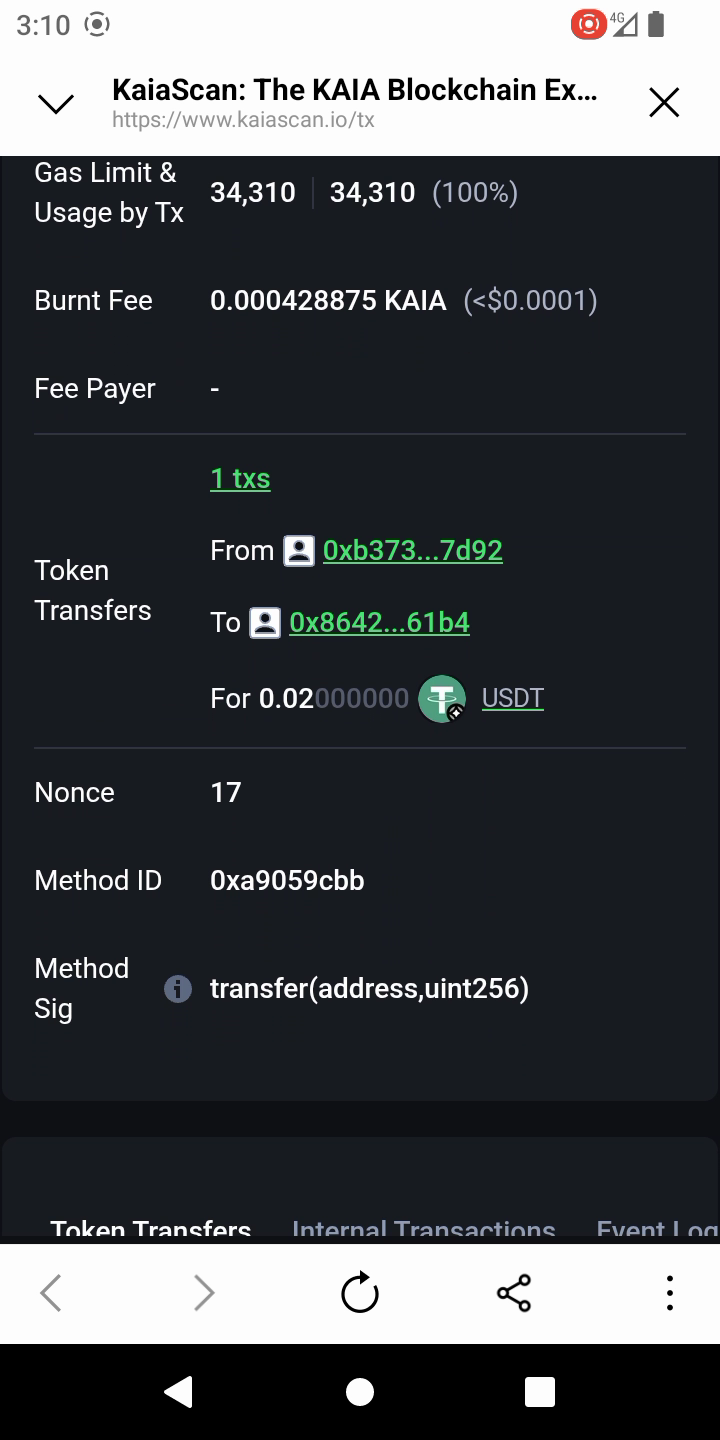 3:10
4G
KaiaScan: The KAIA Blockchain Ex...
https://www.kaiascan.io/tx
Gas Limit &
Usage by Tx
34,310 34,310 (100%)
Burnt Fee 0.000428875 KAIA (<$0.0001)
Fee Payer -
1 txs
Token
Transfers
From 0xb373...7d92
To 0x8642...61b4
For 0.02000000000 USDT
Nonce 17
Method ID 0xa9059cbb
Method
Sig
transfer(address,uint256)
Token Transfers Internal Transactions Event Log